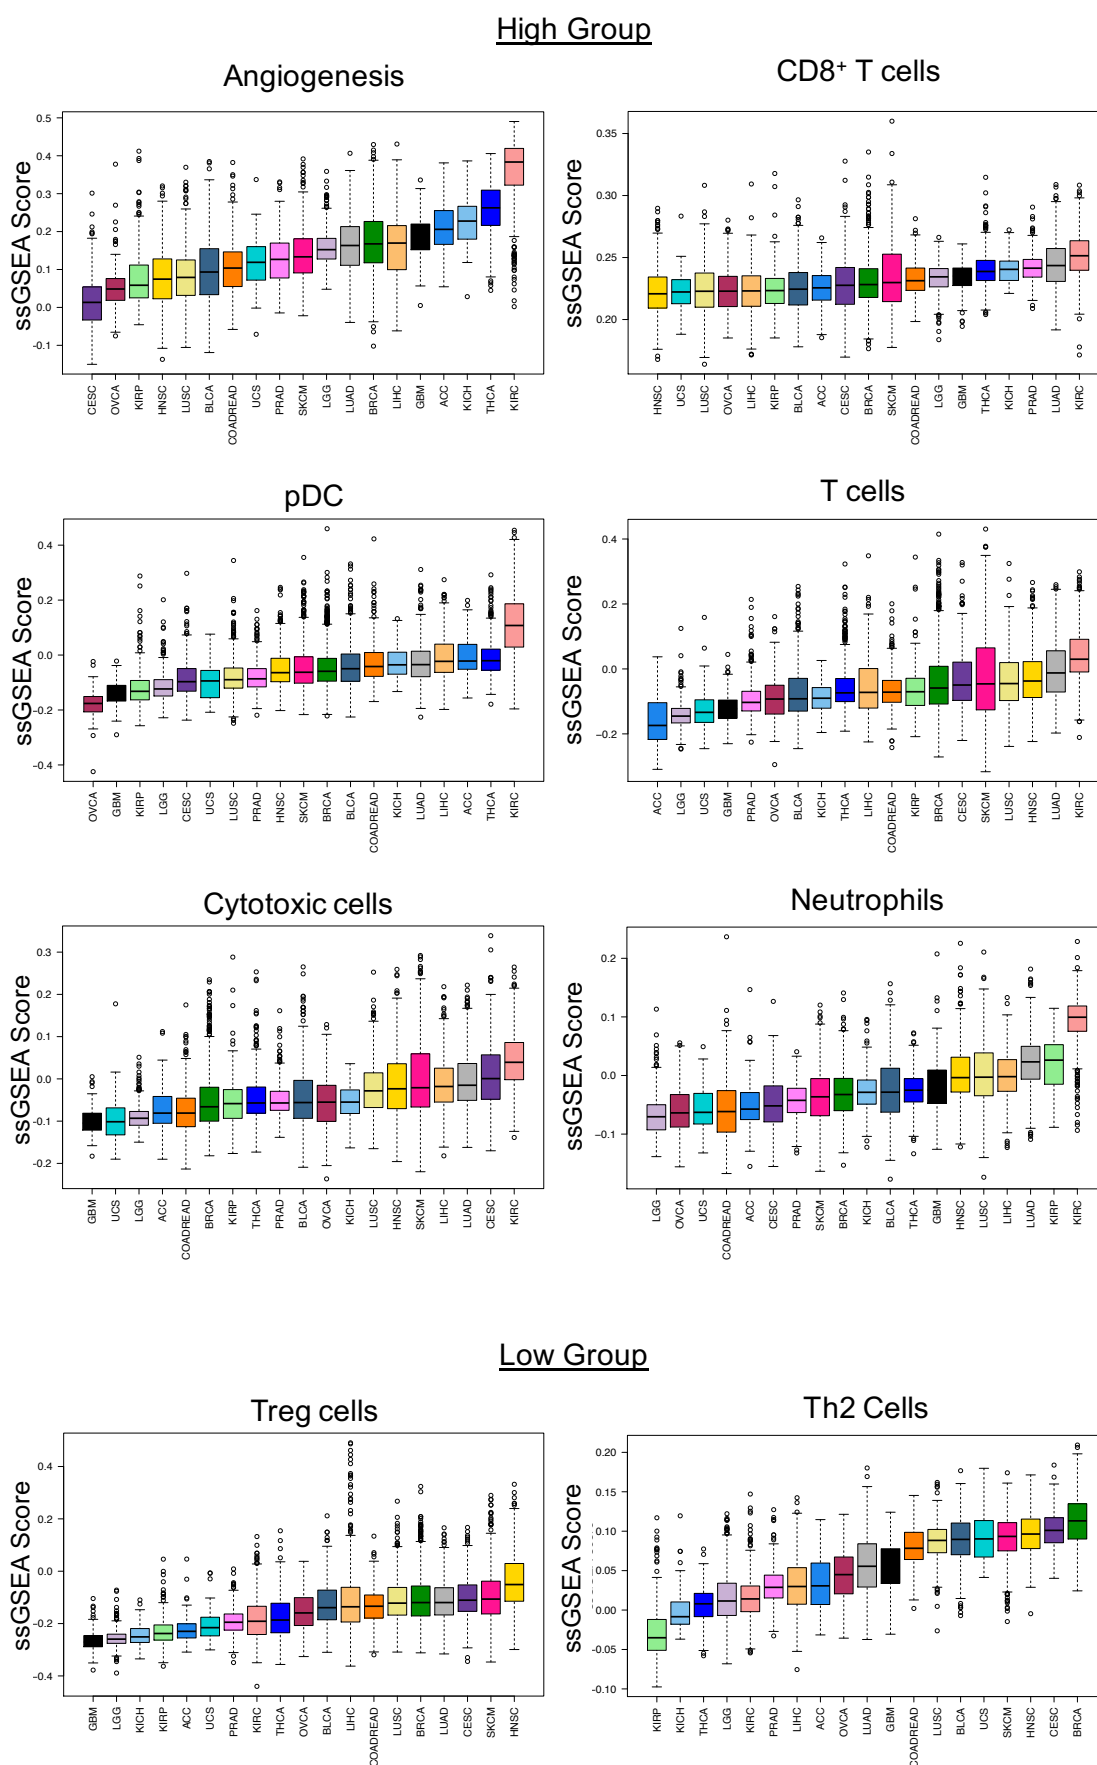 High Group
Angiogenesis
CD8⁺ T cells
ssGSEA Score
0.5
0.4
0.3
0.2
0.1
0.0
−0.1
CESC OVCA KIRP HNSC LUSC BLCA COADREAD UCS PRAD SKCM LGG LUAD BRCA LIHC GBM ACC KICH THCA KIRC
ssGSEA Score
0.35
0.30
0.25
0.20
HNSC UCS LUSC OVCA LIHC KIRP BLCA ACC CESC BRCA SKCM COADREAD LGG GBM THCA KICH PRAD LUAD KIRC
pDC
T cells
ssGSEA Score
0.4
0.2
0.0
−0.2
−0.4
OVCA GBM KIRP LGG CESC UCS LUSC PRAD HNSC SKCM BRCA BLCA COADREAD KICH LUAD LIHC ACC THCA KIRC
ssGSEA Score
0.4
0.2
0.0
−0.2
ACC LGG UCS GBM PRAD OVCA BLCA KICH THCA LIHC COADREAD KIRP BRCA CESC SKCM LUSC HNSC LUAD KIRC
Cytotoxic cells
Neutrophils
ssGSEA Score
0.3
0.2
0.1
0.0
−0.1
−0.2
GBM UCS LGG ACC COADREAD BRCA KIRP THCA PRAD BLCA OVCA KICH LUSC HNSC SKCM LIHC LUAD CESC KIRC
ssGSEA Score
0.2
0.1
0.0
−0.1
LGG OVCA UCS COADREAD ACC CESC PRAD SKCM BRCA KICH BLCA THCA GBM HNSC LUSC LIHC LUAD KIRP KIRC
Low Group
Treg cells
Th2 Cells
ssGSEA Score
0.4
0.2
0.0
−0.2
−0.4
GBM LGG KICH KIRP ACC UCS PRAD KIRC THCA OVCA BLCA LIHC COADREAD LUSC BRCA LUAD CESC SKCM HNSC
ssGSEA Score
0.20
0.15
0.10
0.05
0.00
−0.05
−0.10
KIRP KICH THCA LGG KIRC PRAD LIHC ACC OVCA LUAD GBM COADREAD LUSC BLCA UCS SKCM HNSC CESC BRCA